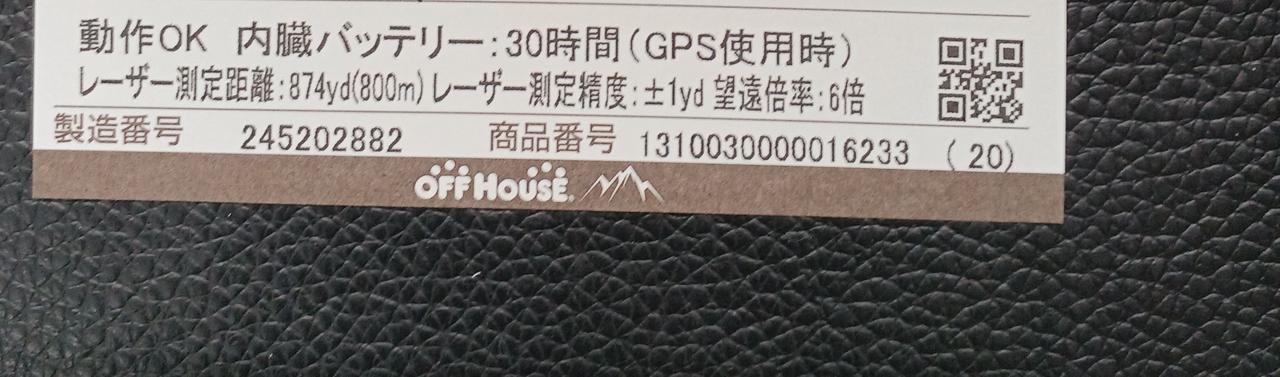 動作OK 内臓バッテリー:30時間(GPS使用時)
レーザー測定距離:874yd(800m)レーザー測定精度:±1yd 望遠倍率:6倍
製造番号 245202882 商品番号 1310030000016233 (20)
OFF HOUSE